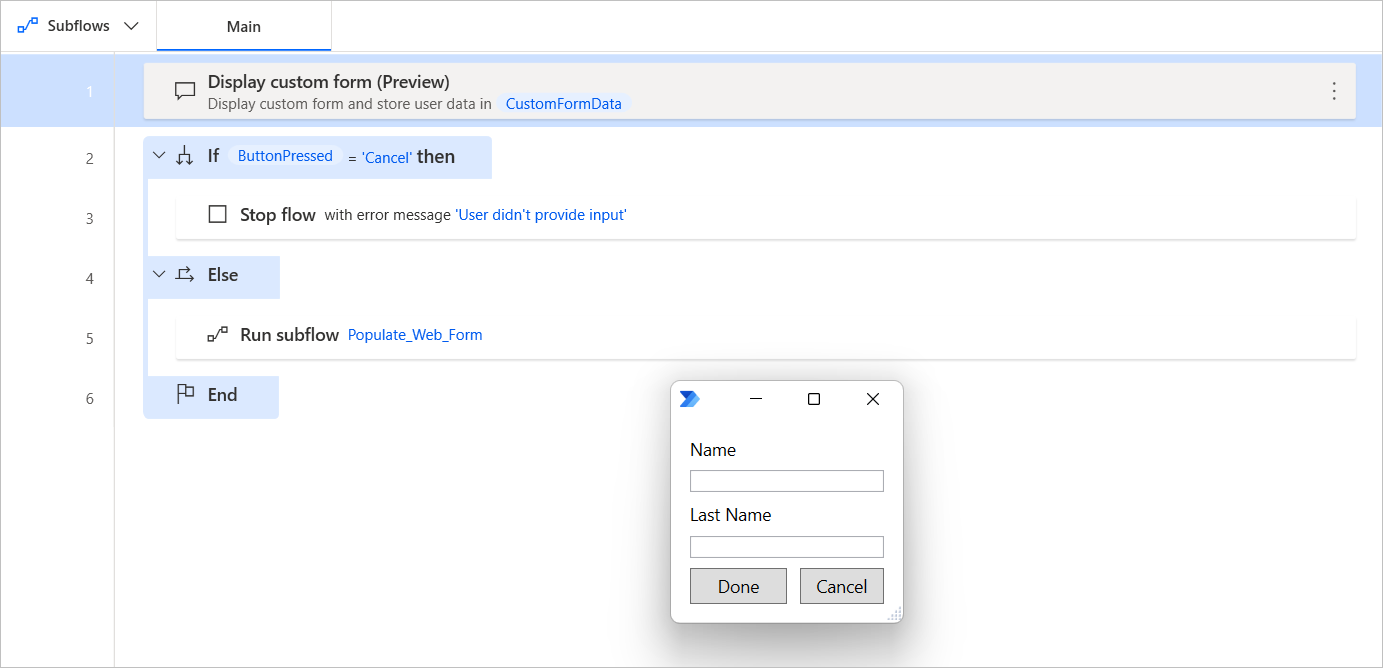 Subflows Main
1 Display custom form (Preview)
Display custom form and store user data in CustomFormData
2 If ButtonPressed = 'Cancel' then
3 Stop flow with error message 'User didn't provide input'
4 Else
5 Run subflow Populate_Web_Form
6 End
Name
Last Name
Done Cancel